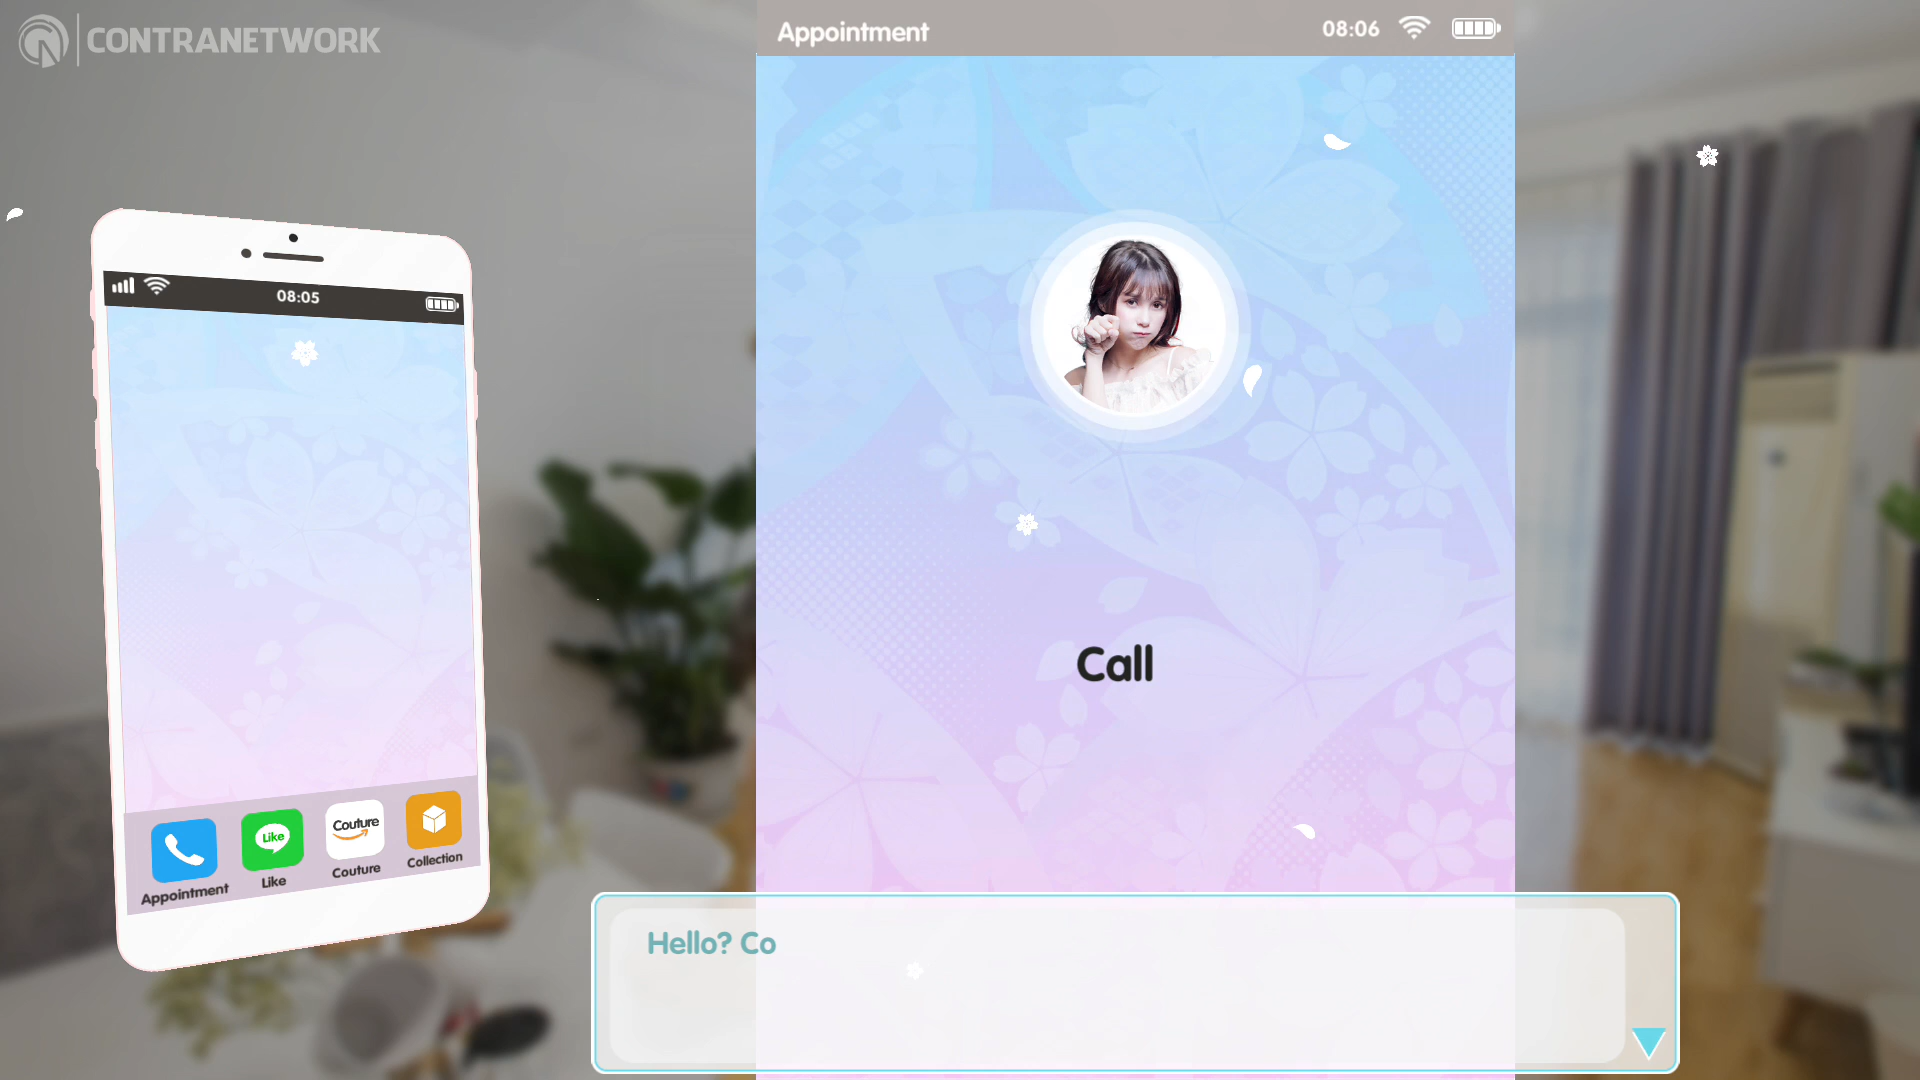 CONTRANETWORK
Appointment
08:06
08:05
Call
Couture
Like
Appointment
Like
Couture
Collection
Hello? Co